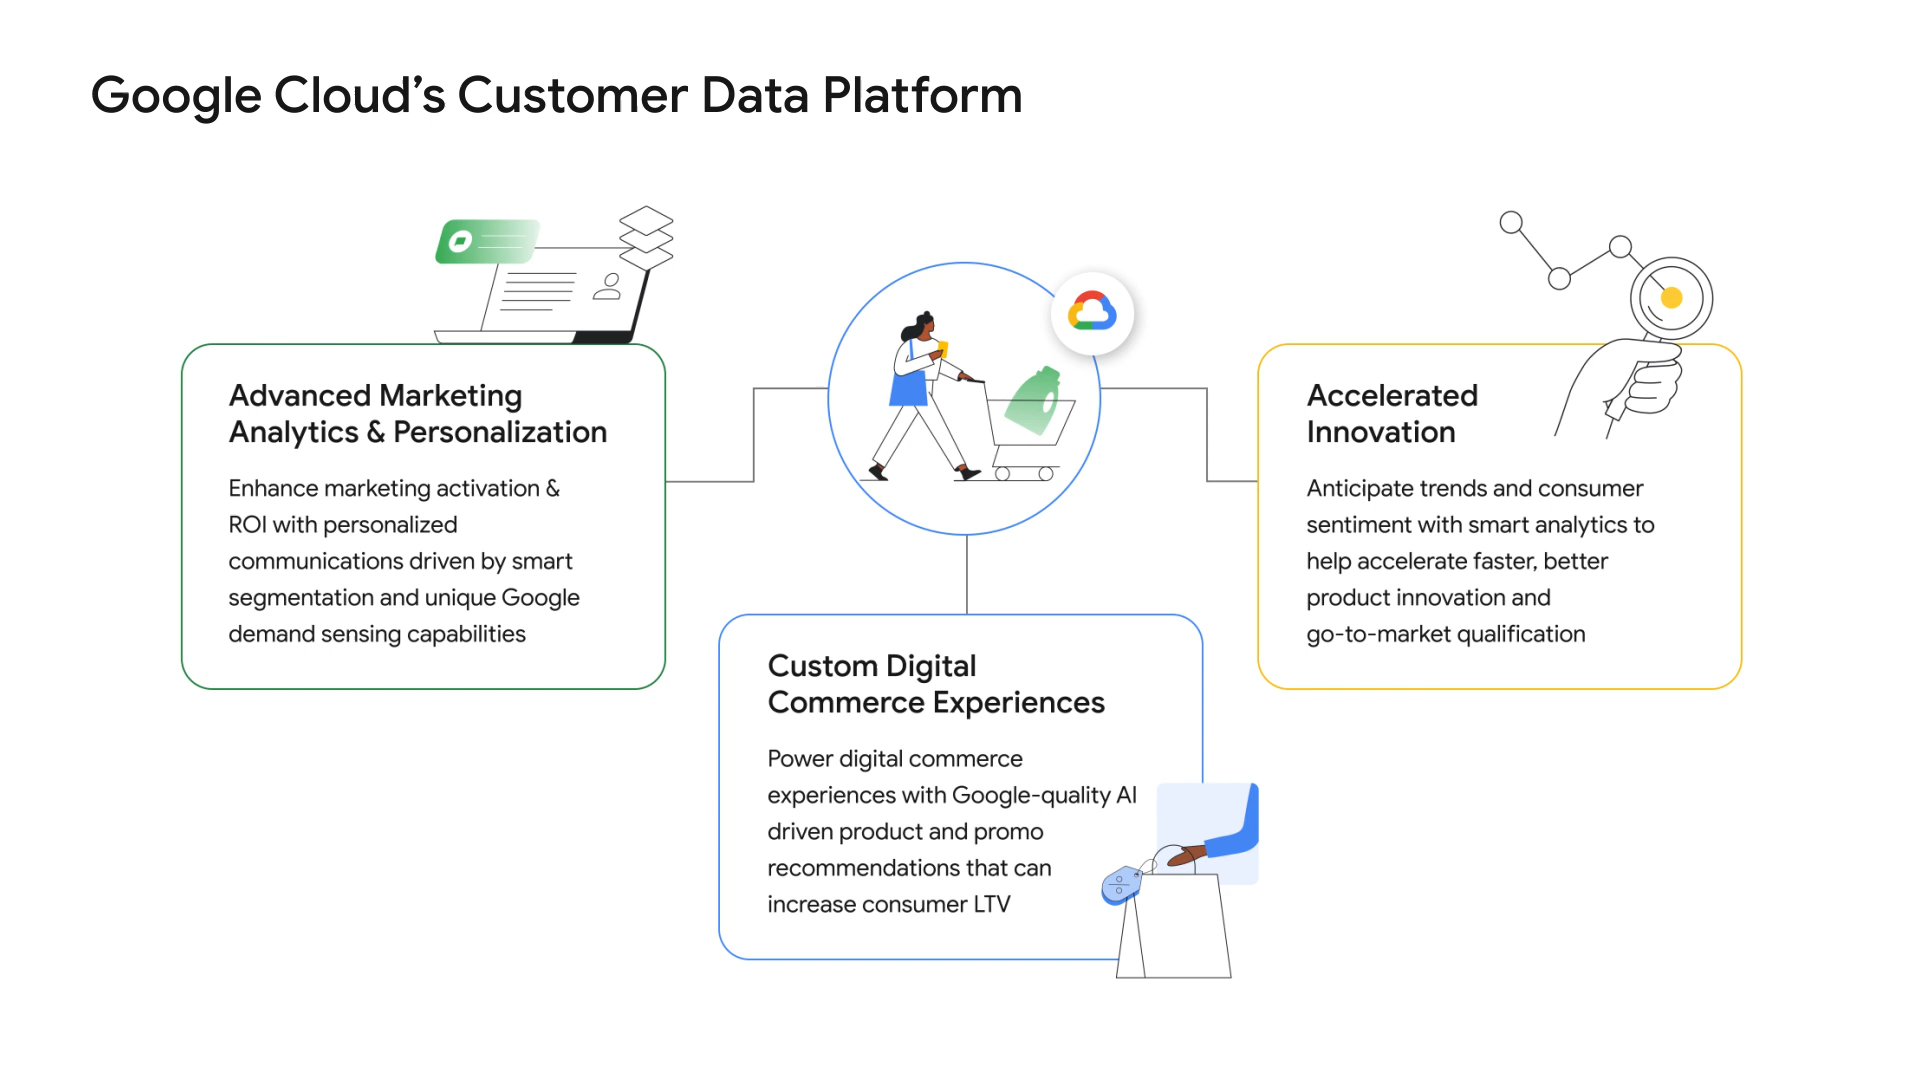 Google Cloud’s Customer Data Platform
Advanced Marketing
Analytics & Personalization
Enhance marketing activation &
ROI with personalized
communications driven by smart
segmentation and unique Google
demand sensing capabilities
Custom Digital
Commerce Experiences
Power digital commerce
experiences with Google-quality AI
driven product and promo
recommendations that can
increase consumer LTV
Accelerated
Innovation
Anticipate trends and consumer
sentiment with smart analytics to
help accelerate faster, better
product innovation and
go-to-market qualification